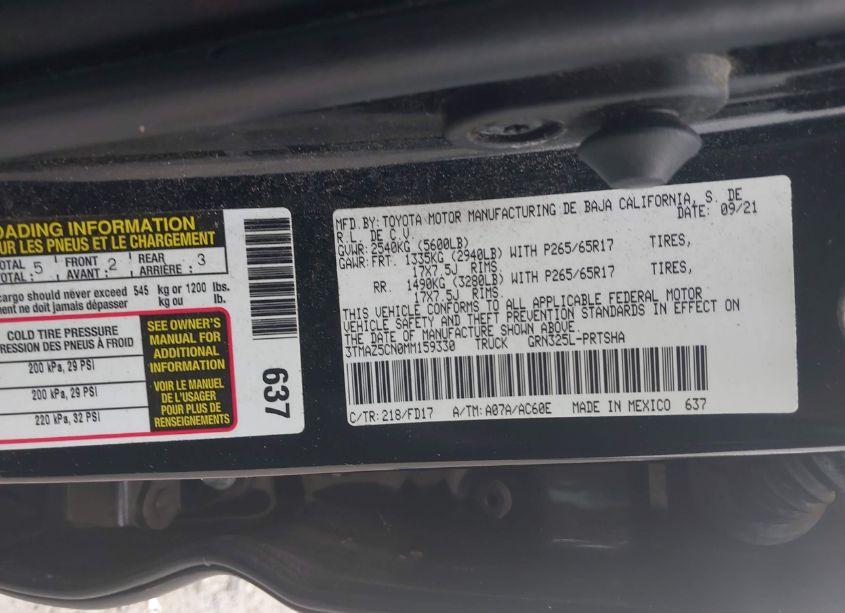 OADING INFORMATION
UR LES PNEUS ET LE CHARGEMENT
OTAL 5 FRONT 2 REAR 3
TAL: AVANT: ARRIÈRE:
cargo should never exceed 545 kg or 1200 lbs.
ment ne doit jamais dépasser kg ou lb.
COLD TIRE PRESSURE
RESSION DES PNEUS À FROID
200 kPa, 29 PSI
200 kPa, 29 PSI
220 kPa, 32 PSI
SEE OWNER'S
MANUAL FOR
ADDITIONAL
INFORMATION
VOIR LE MANUEL
DE L'USAGER
POUR PLUS DE
RENSEIGNEMENTS
637
MFD.BY: TOYOTA MOTOR MANUFACTURING DE BAJA CALIFORNIA, S. DE
R.L. DE C.V. DATE: 09/21
GVWR: 2540KG (5600LB)
GAWR: FRT. 1335KG (2940LB) WITH P265/65R17 TIRES,
17X7.5J RIMS.
RR. 1490KG (3280LB) WITH P265/65R17 TIRES,
17X7.5J RIMS.
THIS VEHICLE CONFORMS TO ALL APPLICABLE FEDERAL MOTOR
VEHICLE SAFETY AND THEFT PREVENTION STANDARDS IN EFFECT ON
THE DATE OF MANUFACTURE SHOWN ABOVE.
3TMAZ5CN0MM159330 TRUCK GRN325L-PRTSHA
C/TR: 218/FD17 A/TM: A07A/AC60E MADE IN MEXICO 637